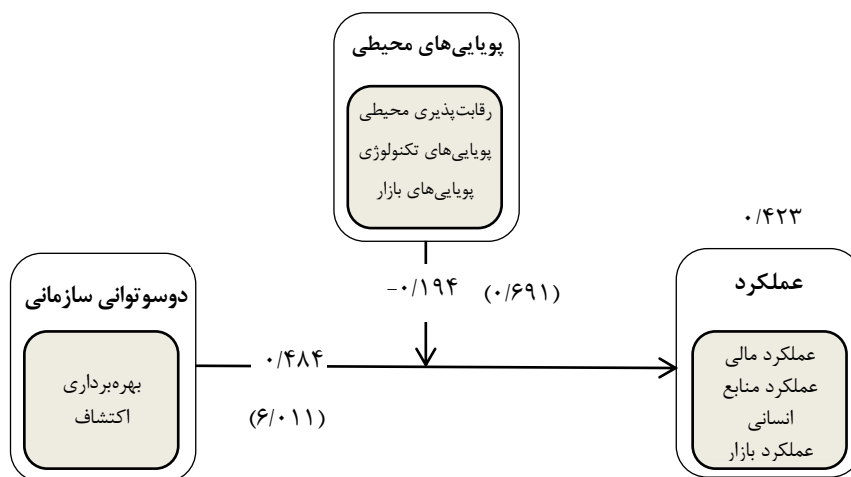 پویایی‌های محیطی
رقابت‌پذیری محیطی
پویایی‌های تکنولوژی
پویایی‌های بازار
۰/۴۲۳
عملکرد
عملکرد مالی
عملکرد منابع
انسانی
عملکرد بازار
-۰/۱۹۴
(۰/۶۹۱)
۰/۴۸۴
(۶/۰۱۱)
دوسوتوانی سازمانی
بهره‌برداری
اکتشاف